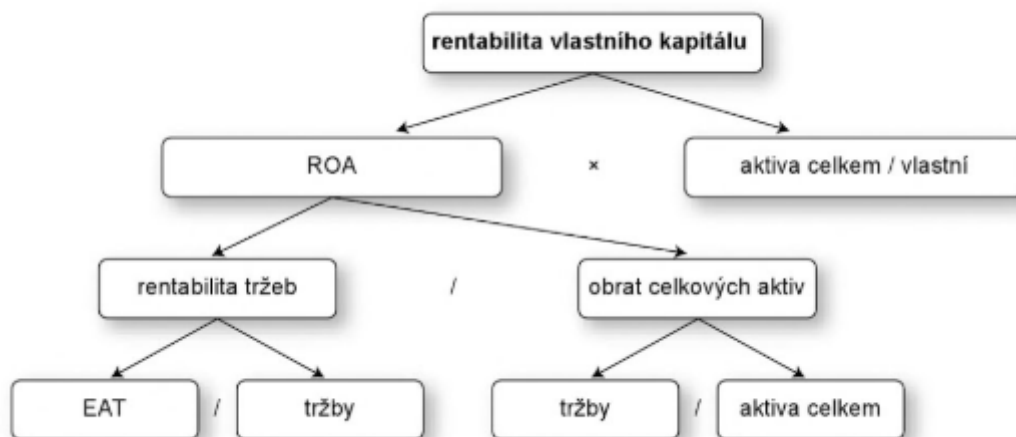 rentabilita vlastního kapitálu
ROA × aktiva celkem / vlastní
rentabilita tržeb / obrat celkových aktiv
EAT / tržby tržby / aktiva celkem